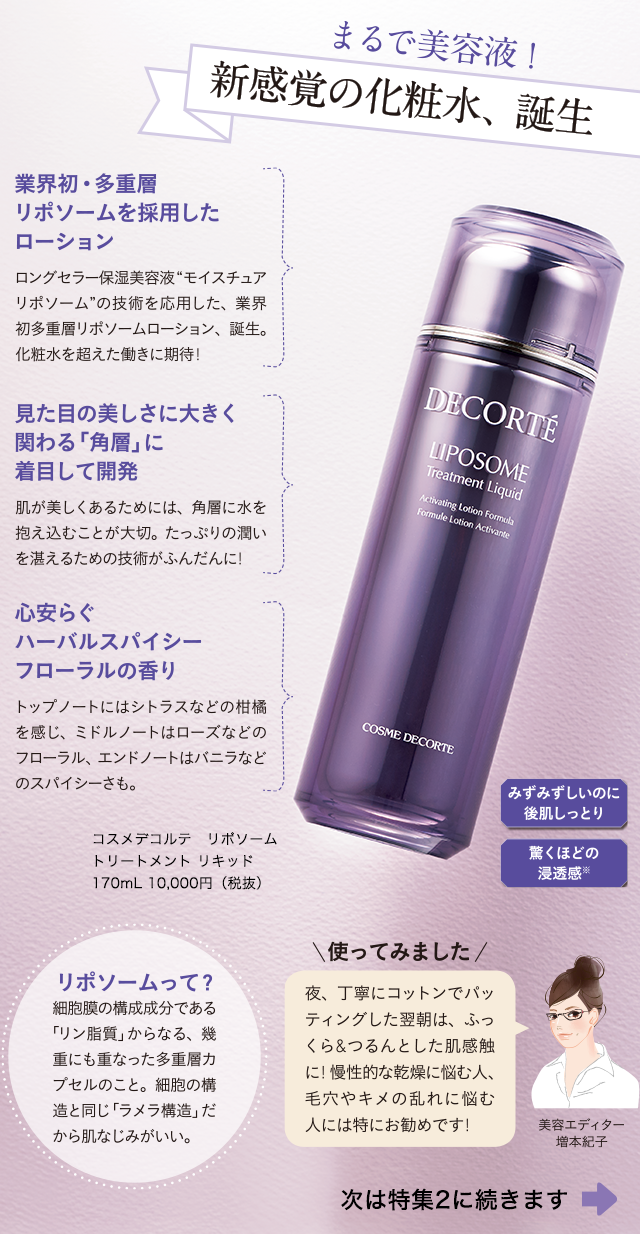 まるで美容液！
新感覚の化粧水、誕生
業界初・多重層
リポソームを採用した
ローション
ロングセラー保湿美容液“モイスチュア
リポソーム”の技術を応用した、業界
初多重層リポソームローション、誕生。
化粧水を超えた働きに期待！
見た目の美しさに大きく
関わる「角層」に
着目して開発
肌が美しくあるためには、角層に水を
抱え込むことが大切。たっぷりの潤い
を湛えるための技術がふんだんに！
心安らぐ
ハーバルスパイシー
フローラルの香り
トップノートにはシトラスなどの柑橘
を感じ、ミドルノートはローズなどの
フローラル、エンドノートはバニラなど
のスパイシーさも。
DECORTÉ
LIPOSOME
Treatment Liquid
Activating Lotion Formula
Formule Lotion Activante
COSME DECORTE
みずみずしいのに
後肌しっとり
驚くほどの
浸透感※
コスメデコルテ　リポソーム
トリートメント リキッド
170mL 10,000円（税抜）
リポソームって？
細胞膜の構成成分である
「リン脂質」からなる、幾
重にも重なった多重層カ
プセルのこと。細胞の構
造と同じ「ラメラ構造」だ
から肌なじみがいい。
\使ってみました/
夜、丁寧にコットンでパッ
ティングした翌朝は、ふっ
くら&つるんとした肌感触
に！慢性的な乾燥に悩む人、
毛穴やキメの乱れに悩む
人には特にお勧めです！
美容エディター
増本紀子
次は特集2に続きます